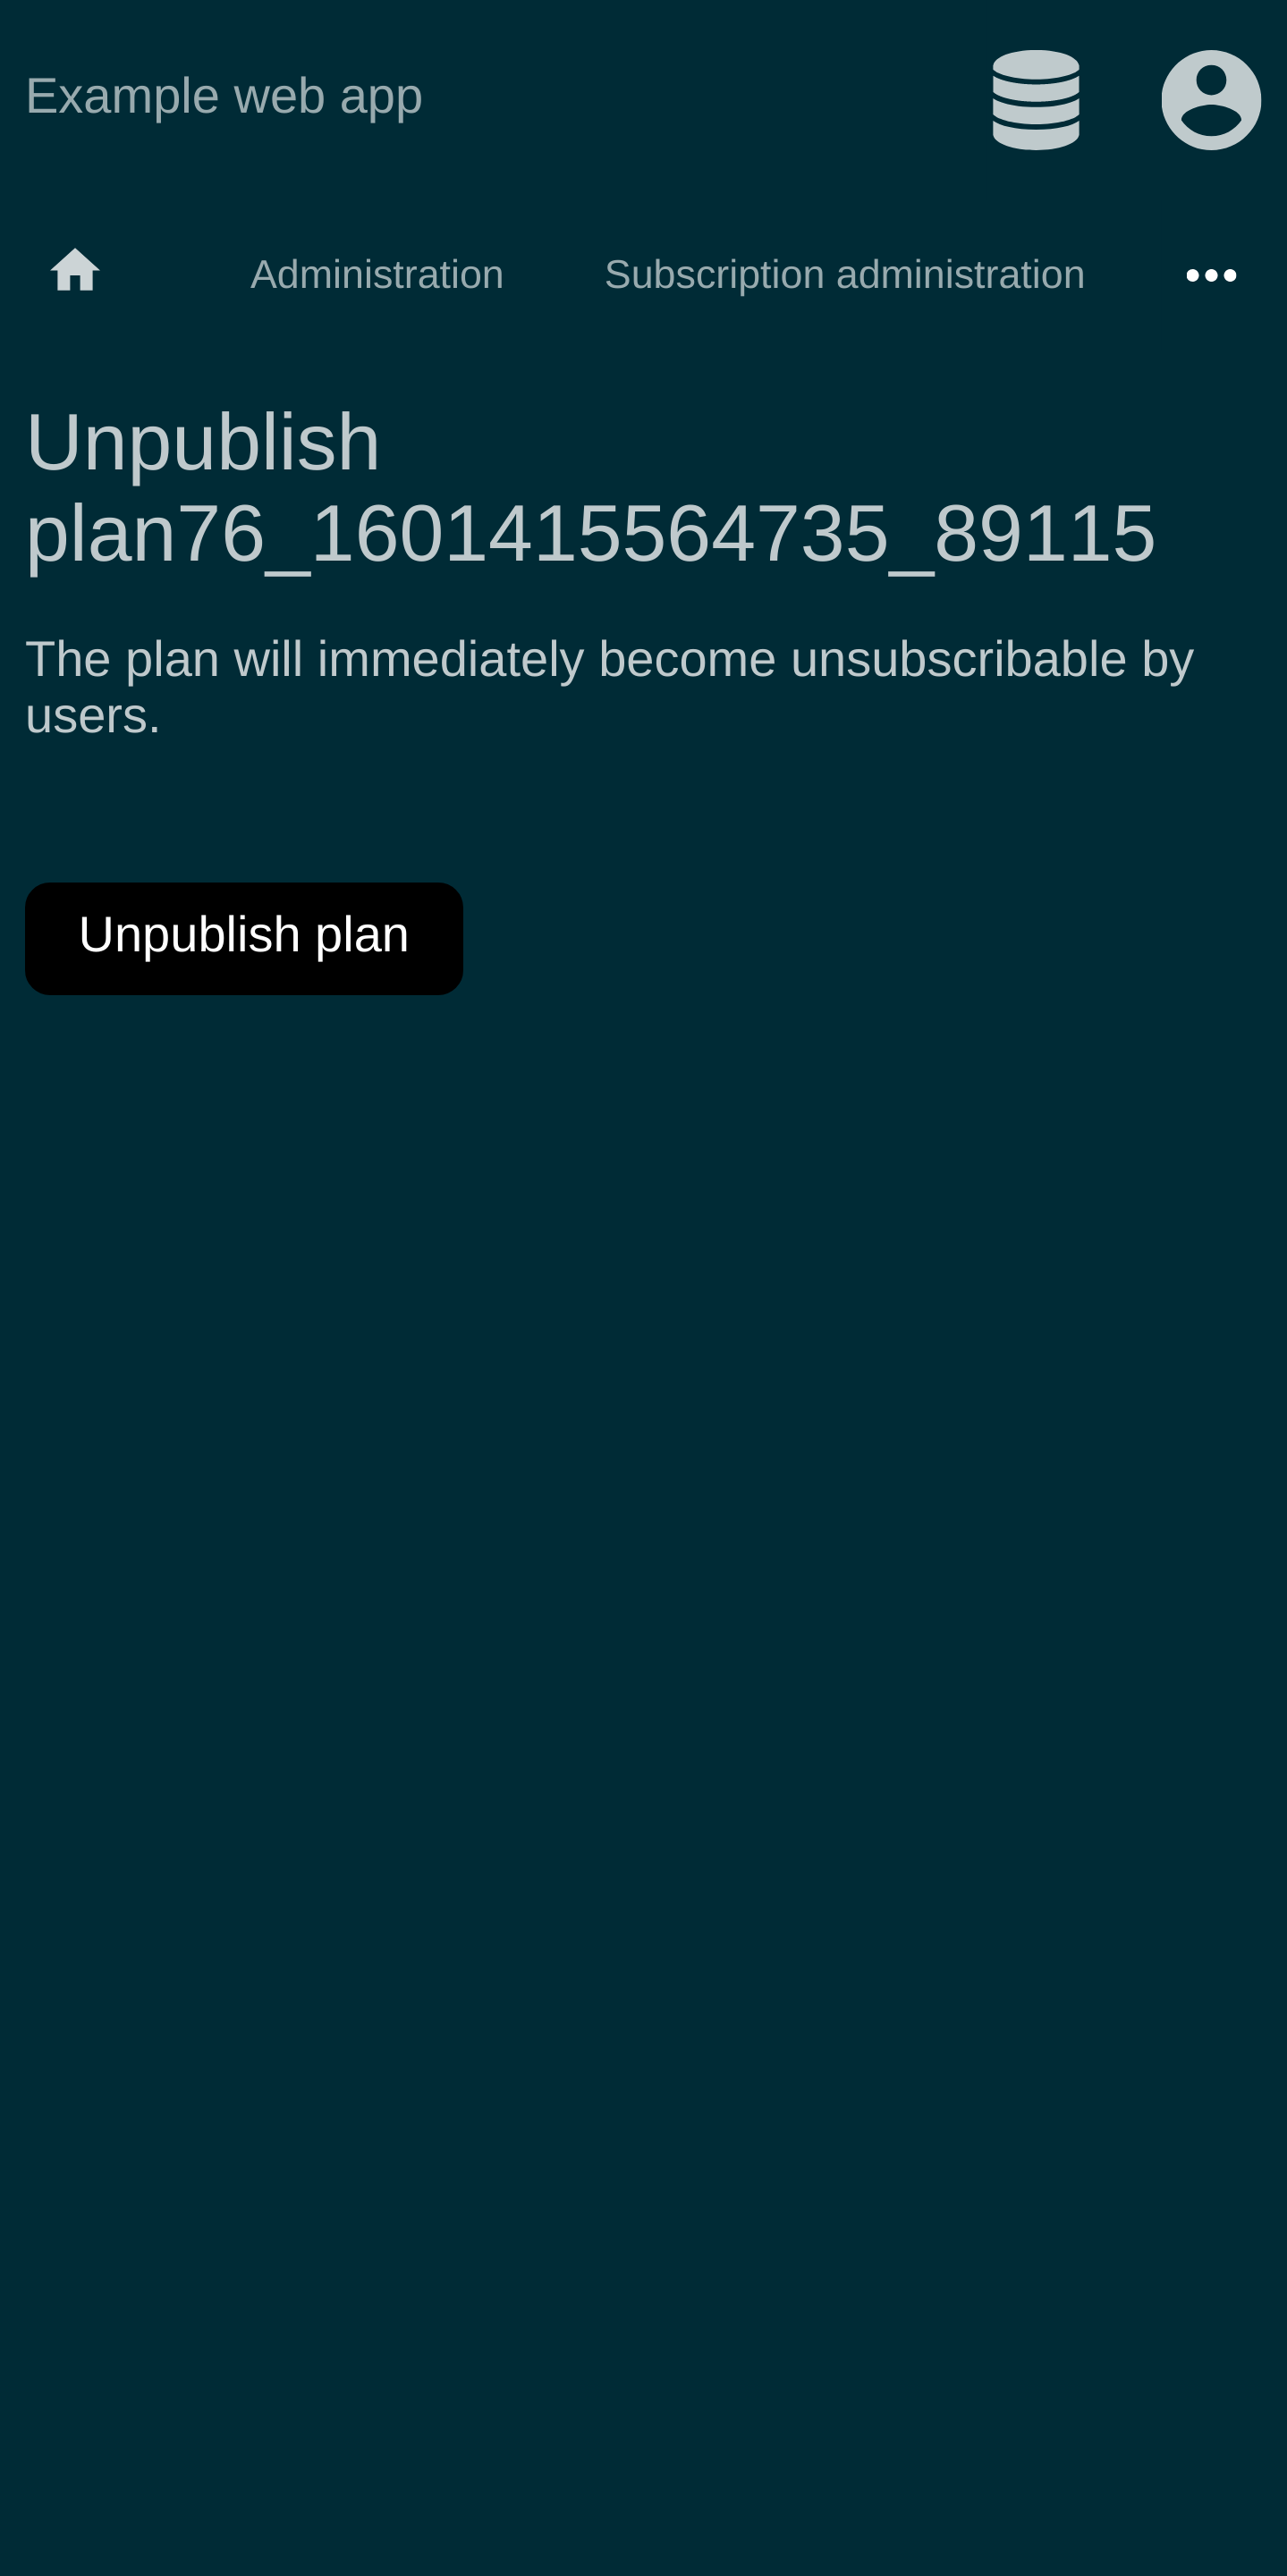 Example web app
Administration Subscription administration
Unpublish
plan76_1601415564735_89115
The plan will immediately become unsubscribable by
users.
Unpublish plan